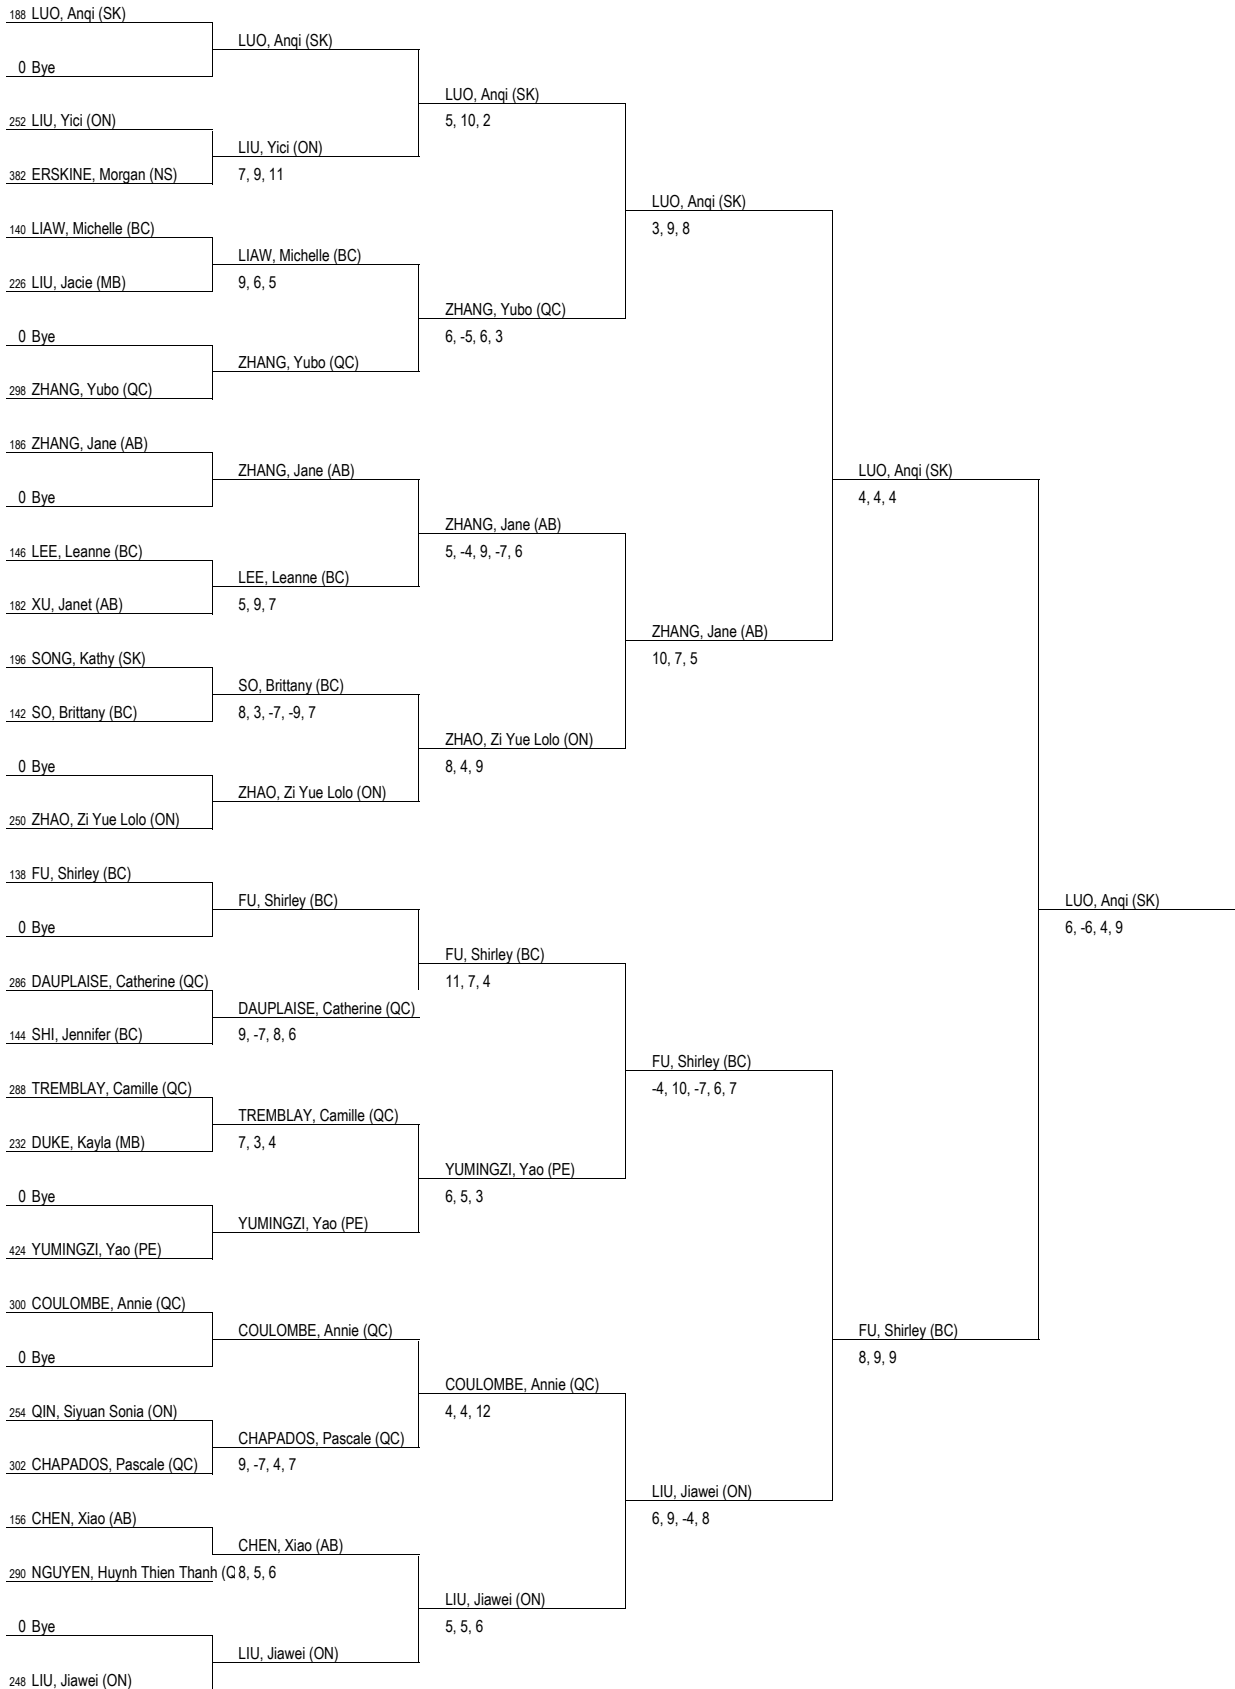 188 LUO, Anqi (SK)
LUO, Anqi (SK)
0 Bye
LUO, Anqi (SK)
5, 10, 2
252 LIU, Yici (ON)
LIU, Yici (ON)
7, 9, 11
382 ERSKINE, Morgan (NS)
LUO, Anqi (SK)
3, 9, 8
140 LIAW, Michelle (BC)
LIAW, Michelle (BC)
9, 6, 5
226 LIU, Jacie (MB)
ZHANG, Yubo (QC)
6, -5, 6, 3
0 Bye
ZHANG, Yubo (QC)
298 ZHANG, Yubo (QC)
186 ZHANG, Jane (AB)
ZHANG, Jane (AB)
LUO, Anqi (SK)
4, 4, 4
0 Bye
ZHANG, Jane (AB)
5, -4, 9, -7, 6
146 LEE, Leanne (BC)
LEE, Leanne (BC)
5, 9, 7
182 XU, Janet (AB)
ZHANG, Jane (AB)
10, 7, 5
196 SONG, Kathy (SK)
SO, Brittany (BC)
8, 3, -7, -9, 7
142 SO, Brittany (BC)
ZHAO, Zi Yue Lolo (ON)
8, 4, 9
0 Bye
ZHAO, Zi Yue Lolo (ON)
250 ZHAO, Zi Yue Lolo (ON)
138 FU, Shirley (BC)
FU, Shirley (BC)
LUO, Anqi (SK)
6, -6, 4, 9
0 Bye
FU, Shirley (BC)
11, 7, 4
286 DAUPLAISE, Catherine (QC)
DAUPLAISE, Catherine (QC)
9, -7, 8, 6
144 SHI, Jennifer (BC)
FU, Shirley (BC)
-4, 10, -7, 6, 7
288 TREMBLAY, Camille (QC)
TREMBLAY, Camille (QC)
7, 3, 4
232 DUKE, Kayla (MB)
YUMINGZI, Yao (PE)
6, 5, 3
0 Bye
YUMINGZI, Yao (PE)
424 YUMINGZI, Yao (PE)
300 COULOMBE, Annie (QC)
COULOMBE, Annie (QC)
FU, Shirley (BC)
8, 9, 9
0 Bye
COULOMBE, Annie (QC)
4, 4, 12
254 QIN, Siyuan Sonia (ON)
CHAPADOS, Pascale (QC)
9, -7, 4, 7
302 CHAPADOS, Pascale (QC)
LIU, Jiawei (ON)
6, 9, -4, 8
156 CHEN, Xiao (AB)
CHEN, Xiao (AB)
290 NGUYEN, Huynh Thien Thanh (Q
8, 5, 6
LIU, Jiawei (ON)
5, 5, 6
0 Bye
LIU, Jiawei (ON)
248 LIU, Jiawei (ON)